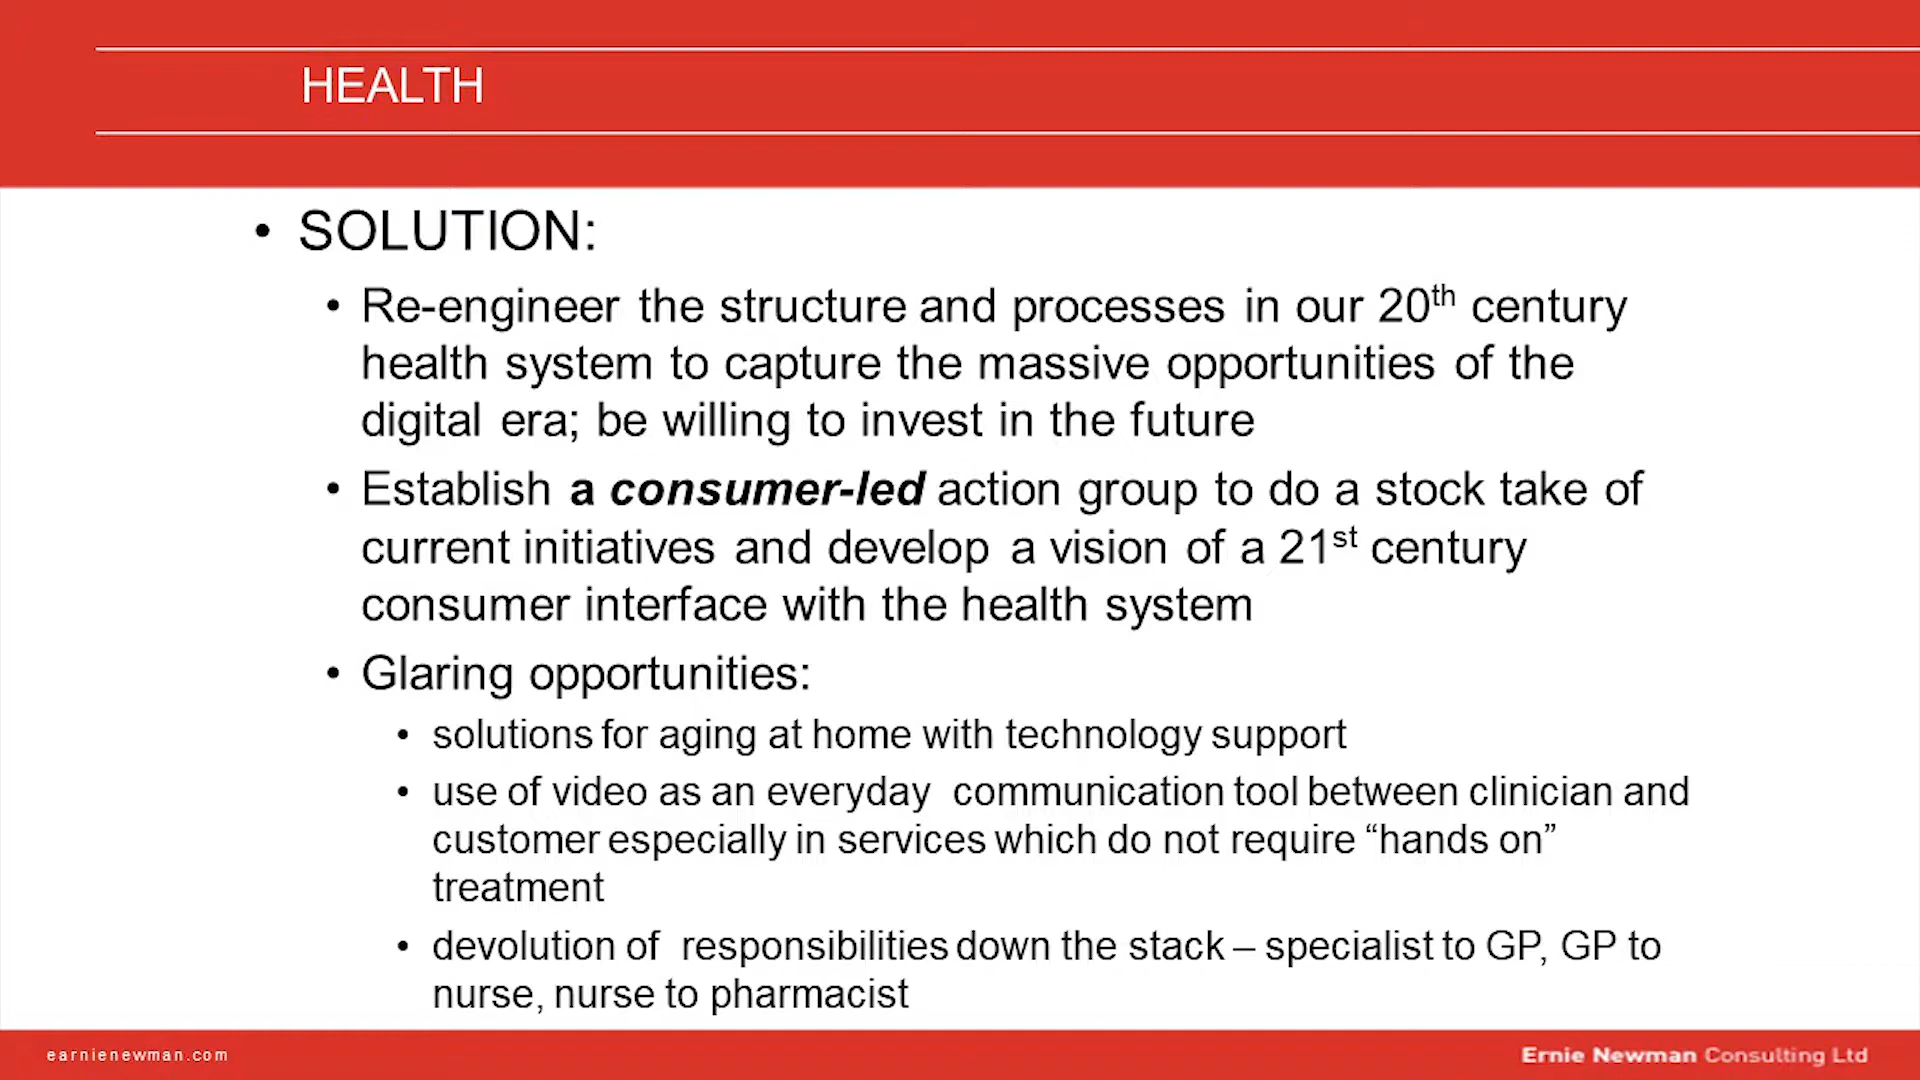 HEALTH
• SOLUTION:
• Re-engineer the structure and processes in our 20th century
health system to capture the massive opportunities of the
digital era; be willing to invest in the future
• Establish a consumer-led action group to do a stock take of
current initiatives and develop a vision of a 21st century
consumer interface with the health system
• Glaring opportunities:
• solutions for aging at home with technology support
• use of video as an everyday communication tool between clinician and
customer especially in services which do not require “hands on”
treatment
• devolution of responsibilities down the stack – specialist to GP, GP to
nurse, nurse to pharmacist
earnienewman.com
Ernie Newman Consulting Ltd